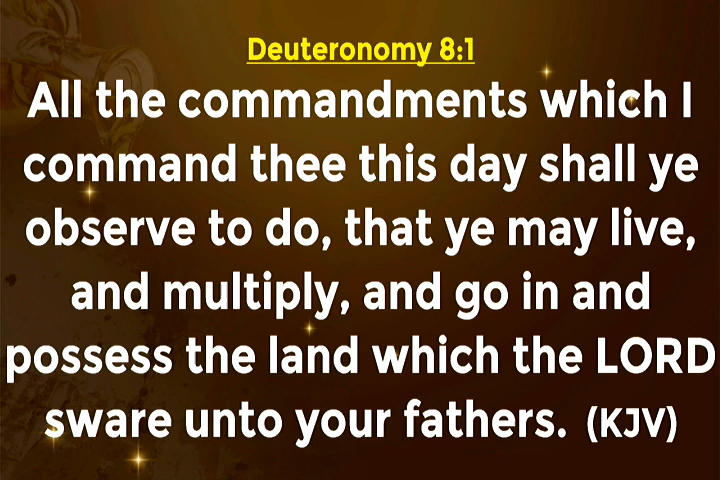 Deuteronomy 8:1
All the commandments which I
command thee this day shall ye
observe to do, that ye may live,
and multiply, and go in and
possess the land which the LORD
sware unto your fathers. (KJV)